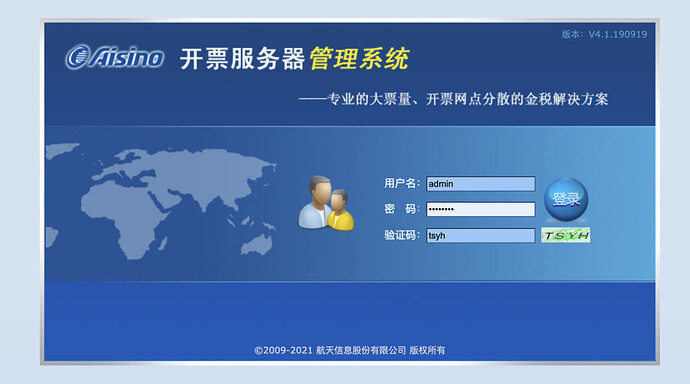 版本：V4.1.190919
Aisino 开票服务器管理系统
——专业的大票量、开票网点分散的金税解决方案
用户名： admin
密　码： ••••••••
登录
验证码： tsyh TSYH
©2009-2021 航天信息股份有限公司 版权所有